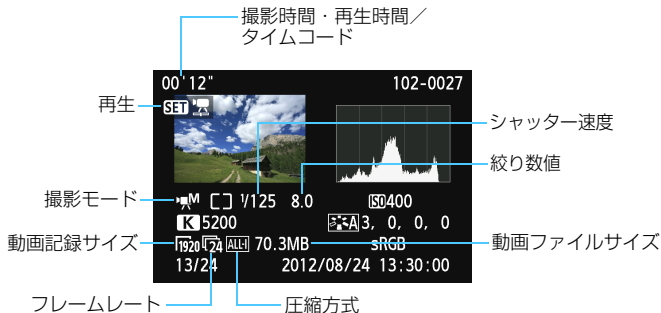 撮影時間・再生時間／
タイムコード
00'12"
102-0027
再生
SET
シャッター速度
絞り数値
撮影モード
M
1/125
8.0
ISO400
K 5200
A 3, 0, 0, 0
動画記録サイズ
1920
24
ALL-I
70.3MB
sRGB
動画ファイルサイズ
13/24
2012/08/24 13:30:00
フレームレート
圧縮方式